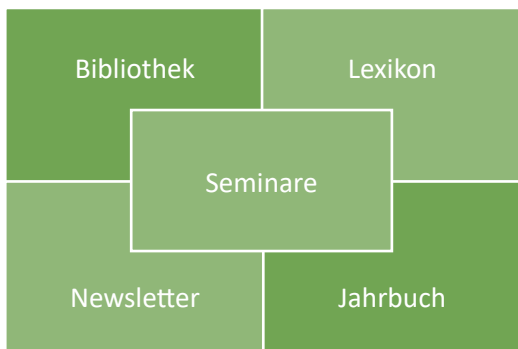 Bibliothek
Lexikon
Seminare
Newsletter
Jahrbuch